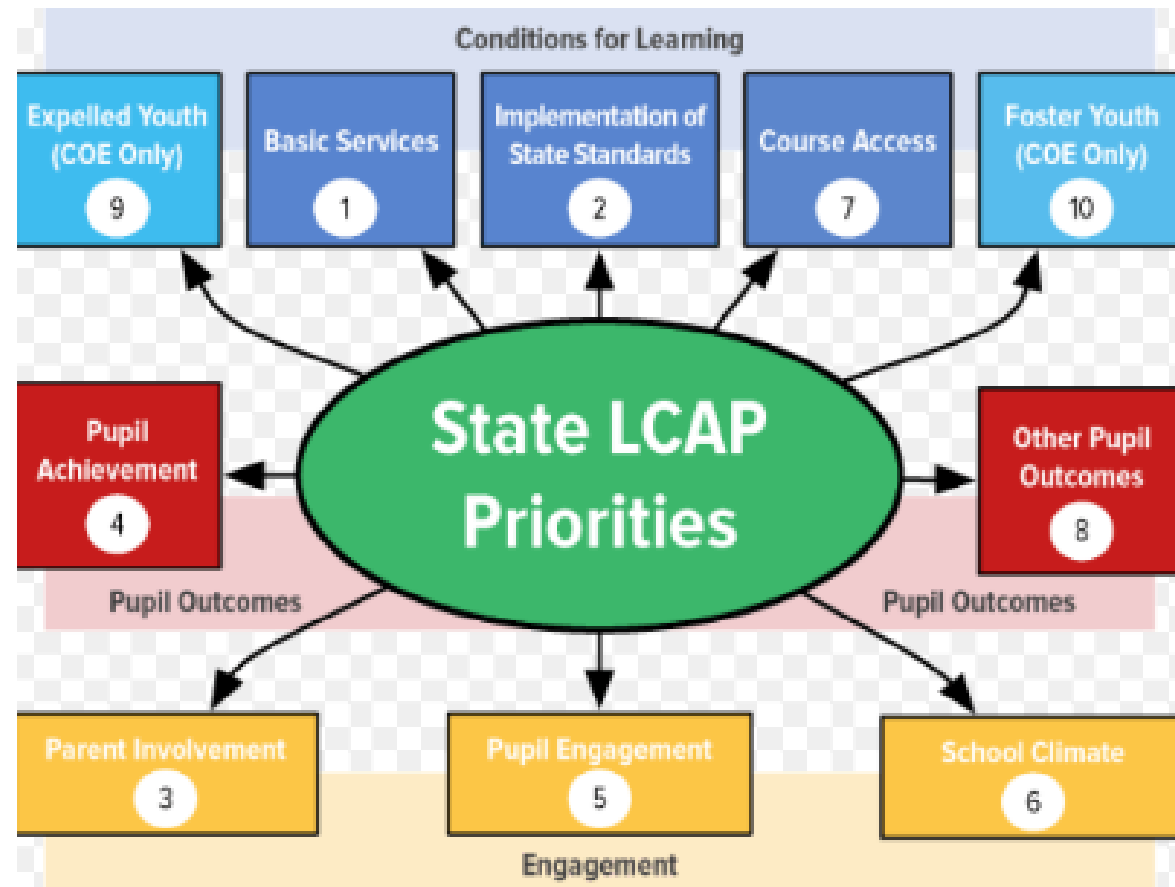 Conditions for Learning
Expelled Youth
(COE Only)
9
Basic Services
1
Implementation of
State Standards
2
Course Access
7
Foster Youth
(COE Only)
10
State LCAP
Priorities
Pupil
Achievement
4
Other Pupil
Outcomes
8
Pupil Outcomes
Pupil Outcomes
Parent Involvement
3
Pupil Engagement
5
School Climate
6
Engagement